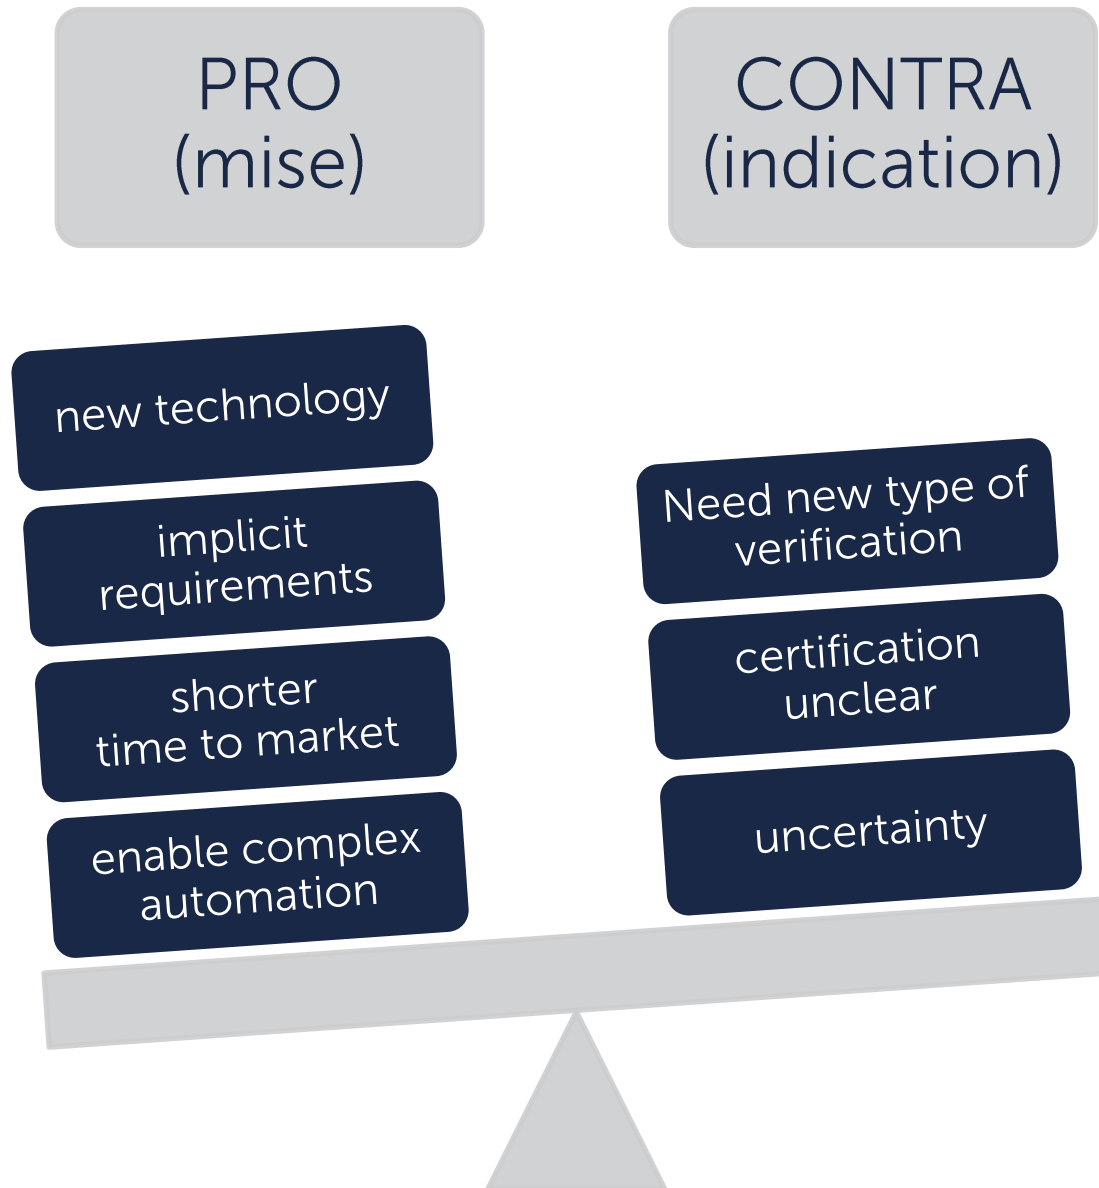 PRO
(mise)
CONTRA
(indication)
new technology
implicit
requirements
shorter
time to market
enable complex
automation
Need new type of
verification
certification
unclear
uncertainty